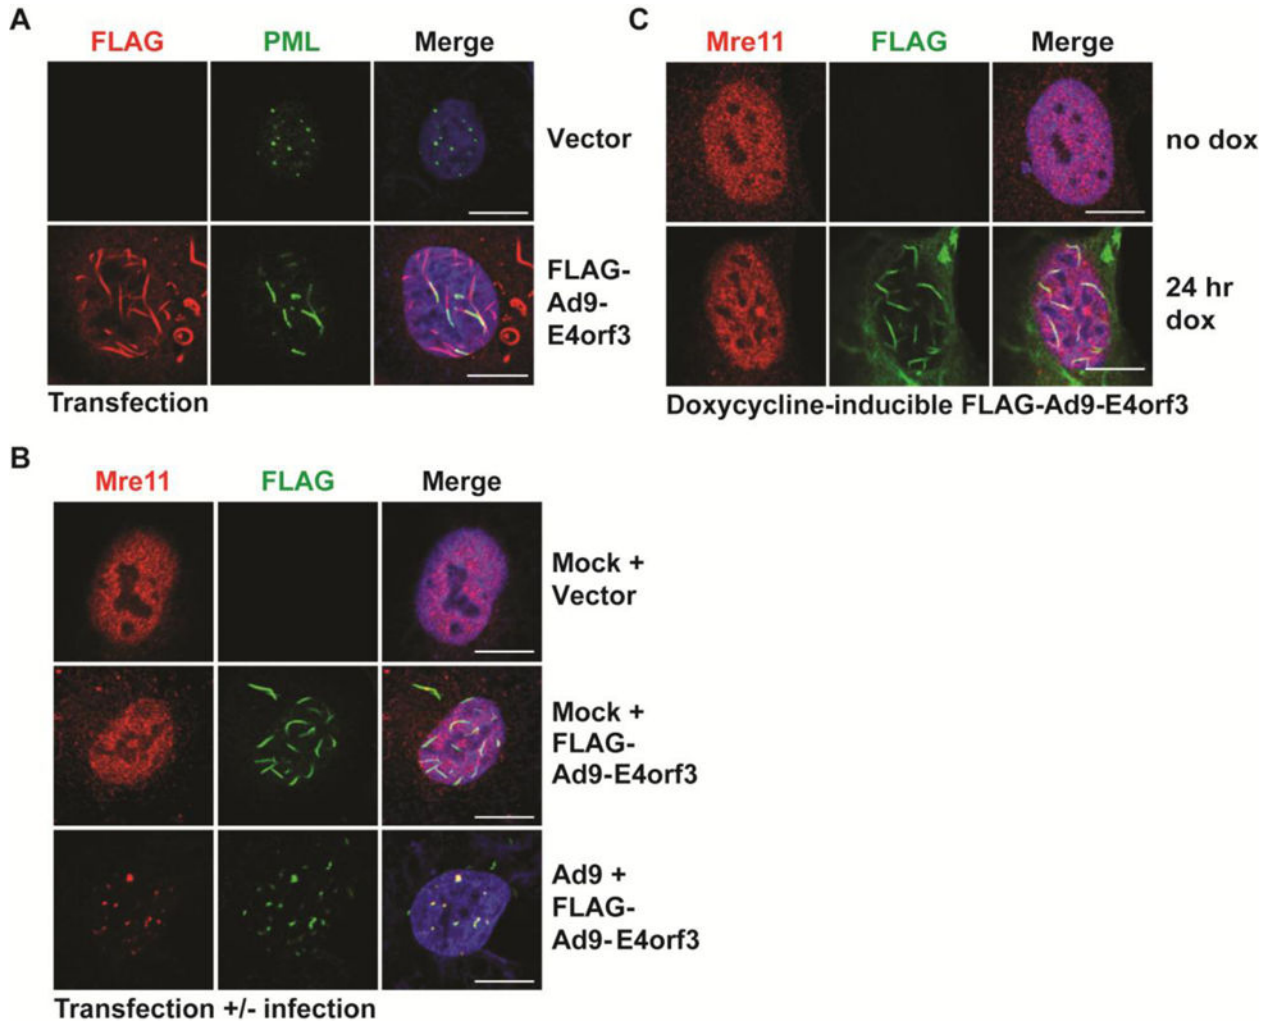 A
FLAG PML Merge
Vector
FLAG-
Ad9-
E4orf3
Transfection
C
Mre11 FLAG Merge
no dox
24 hr
dox
Doxycycline-inducible FLAG-Ad9-E4orf3
B
Mre11 FLAG Merge
Mock +
Vector
Mock +
FLAG-
Ad9-E4orf3
Ad9 +
FLAG-
Ad9-E4orf3
Transfection +/- infection